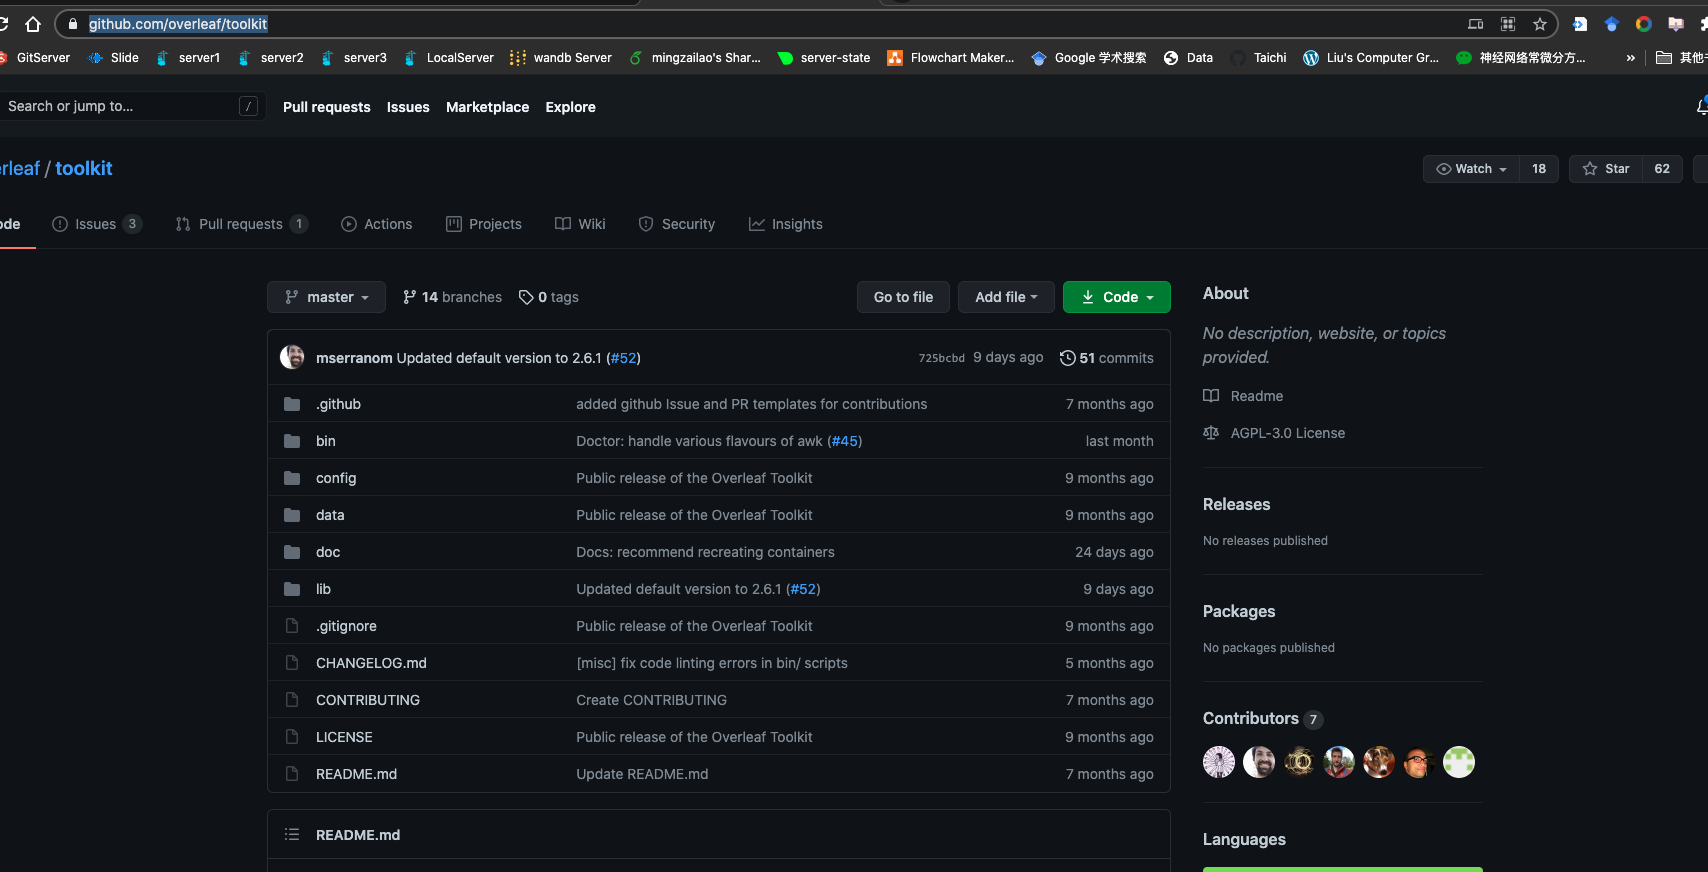 github.com/overleaf/toolkit
GitServer Slide server1 server2 server3 LocalServer wandb Server mingzailao's Shar... server-state Flowchart Maker... Google 学术搜索 Data Taichi Liu's Computer Gr... 神经网络常微分方... » 其他
Search or jump to... / Pull requests Issues Marketplace Explore
rleaf / toolkit
Watch 18 Star 62
ode Issues 3 Pull requests 1 Actions Projects Wiki Security Insights
master 14 branches 0 tags Go to file Add file Code
mserranom Updated default version to 2.6.1 (#52) 725bcbd 9 days ago 51 commits
.github added github Issue and PR templates for contributions 7 months ago
bin Doctor: handle various flavours of awk (#45) last month
config Public release of the Overleaf Toolkit 9 months ago
data Public release of the Overleaf Toolkit 9 months ago
doc Docs: recommend recreating containers 24 days ago
lib Updated default version to 2.6.1 (#52) 9 days ago
.gitignore Public release of the Overleaf Toolkit 9 months ago
CHANGELOG.md [misc] fix code linting errors in bin/ scripts 5 months ago
CONTRIBUTING Create CONTRIBUTING 7 months ago
LICENSE Public release of the Overleaf Toolkit 9 months ago
README.md Update README.md 7 months ago
README.md
About
No description, website, or topics
provided.
Readme
AGPL-3.0 License
Releases
No releases published
Packages
No packages published
Contributors 7
Languages